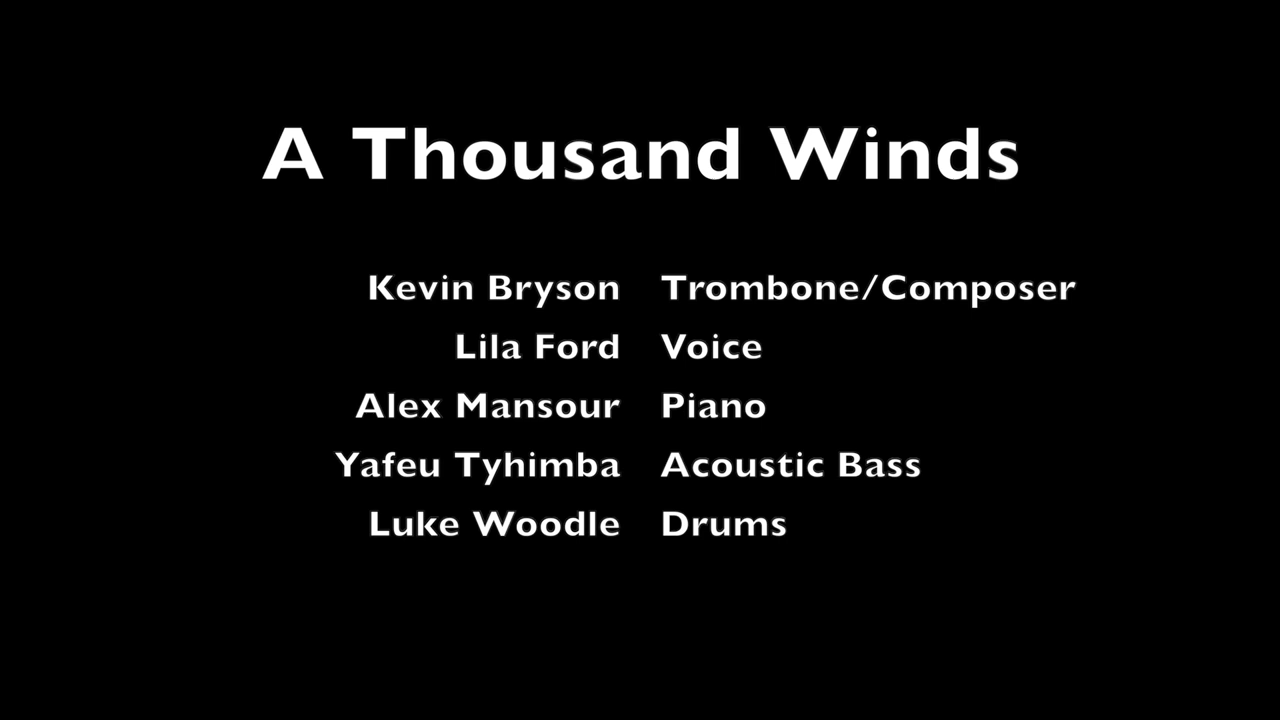 A Thousand Winds
Kevin Bryson Trombone/Composer
Lila Ford Voice
Alex Mansour Piano
Yafeu Tyhimba Acoustic Bass
Luke Woodle Drums